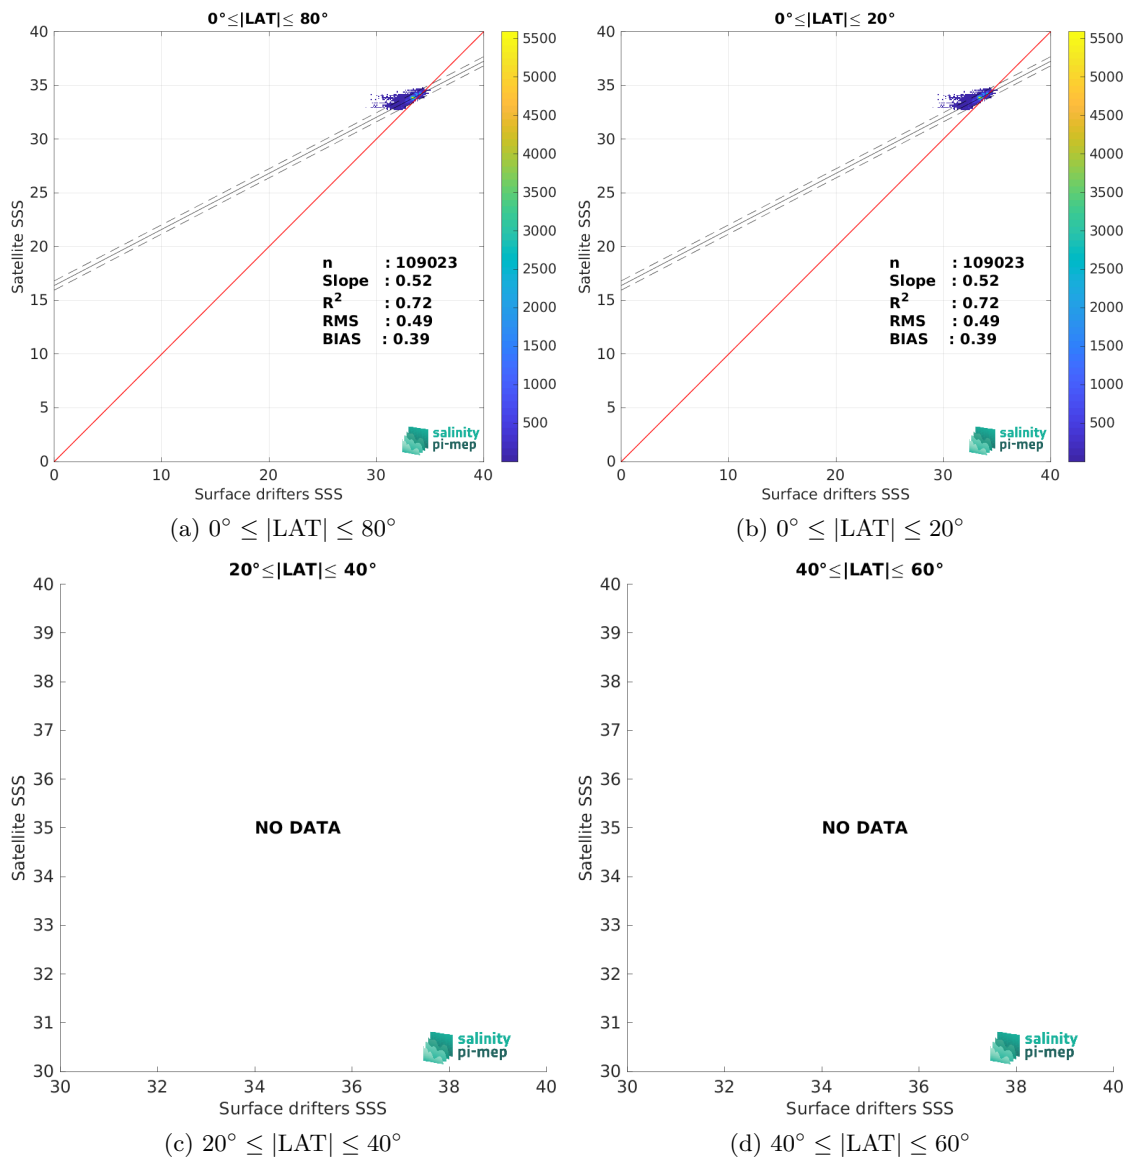 0°≤|LAT|≤ 80°
40
35
30
25
20
15
10
5
0
Satellite SSS
0
10
20
30
40
Surface drifters SSS
n : 109023
Slope : 0.52
R² : 0.72
RMS : 0.49
BIAS : 0.39
salinity
pi-mep
5500
5000
4500
4000
3500
3000
2500
2000
1500
1000
500
(a) 0° ≤ |LAT| ≤ 80°
0°≤|LAT|≤ 20°
40
35
30
25
20
15
10
5
0
Satellite SSS
0
10
20
30
40
Surface drifters SSS
n : 109023
Slope : 0.52
R² : 0.72
RMS : 0.49
BIAS : 0.39
salinity
pi-mep
5500
5000
4500
4000
3500
3000
2500
2000
1500
1000
500
(b) 0° ≤ |LAT| ≤ 20°
20°≤|LAT|≤ 40°
40
39
38
37
36
35
34
33
32
31
30
Satellite SSS
NO DATA
salinity
pi-mep
30
32
34
36
38
40
Surface drifters SSS
(c) 20° ≤ |LAT| ≤ 40°
40°≤|LAT|≤ 60°
40
39
38
37
36
35
34
33
32
31
30
Satellite SSS
NO DATA
salinity
pi-mep
30
32
34
36
38
40
Surface drifters SSS
(d) 40° ≤ |LAT| ≤ 60°